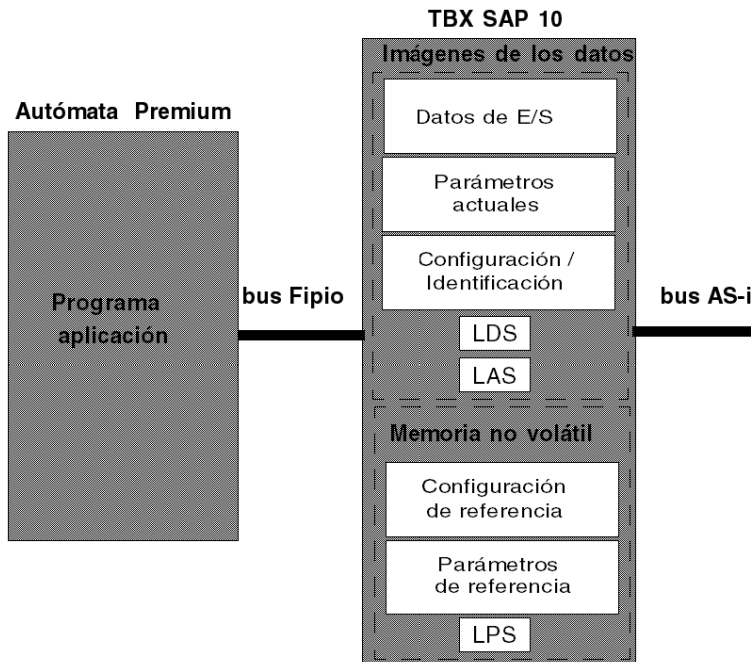 TBX SAP 10
Imágenes de los datos
Autómata Premium
Datos de E/S
Parámetros
actuales
Configuración /
Identificación
Programa
aplicación
bus Fipio
bus AS-i
LDS
LAS
Memoria no volátil
Configuración
de referencia
Parámetros
de referencia
LPS